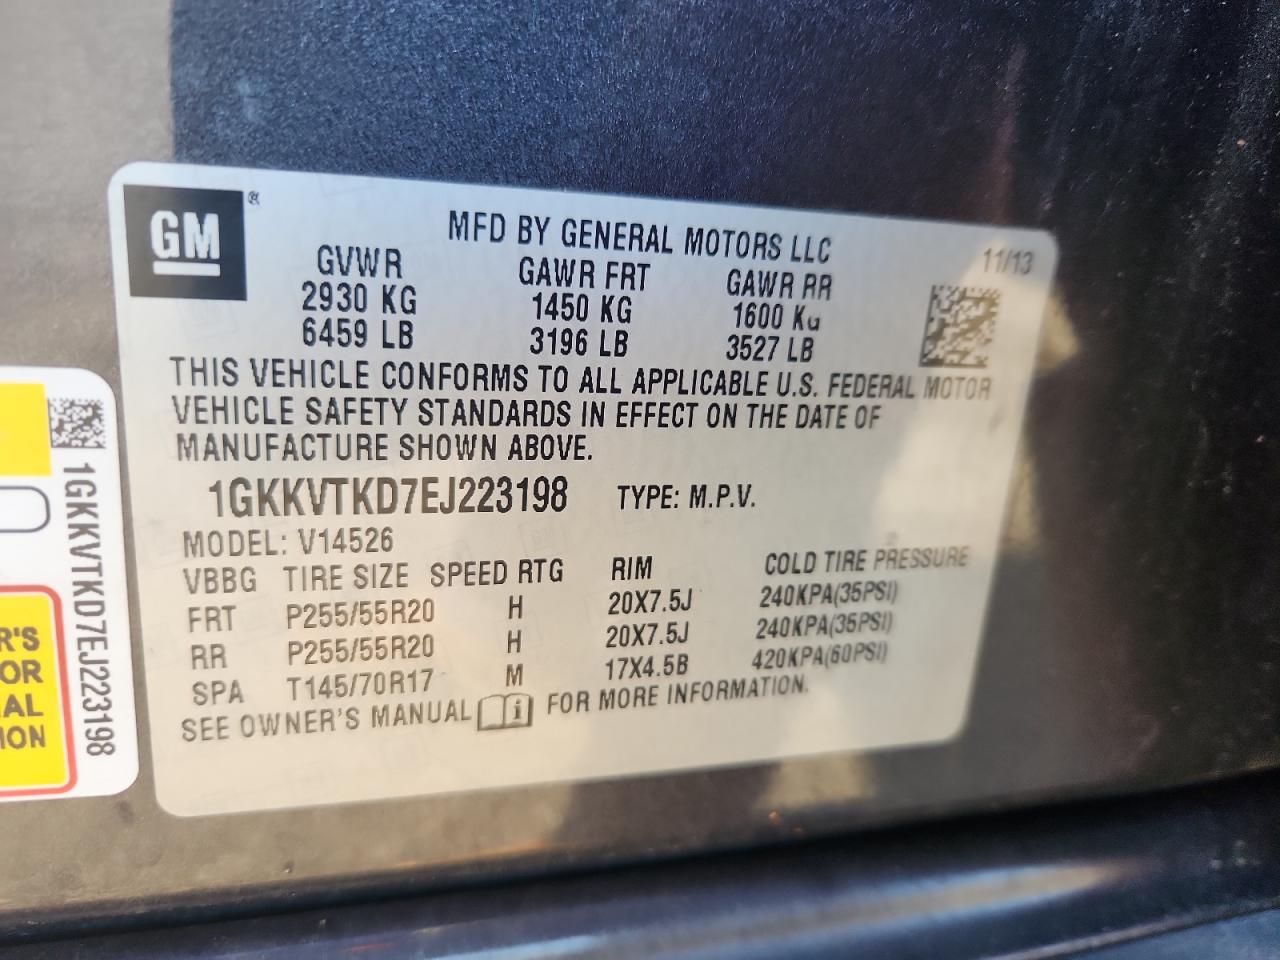 GM ®
MFD BY GENERAL MOTORS LLC
11/13
GVWR GAWR FRT GAWR RR
2930 KG 1450 KG 1600 KG
6459 LB 3196 LB 3527 LB
THIS VEHICLE CONFORMS TO ALL APPLICABLE U.S. FEDERAL MOTOR
VEHICLE SAFETY STANDARDS IN EFFECT ON THE DATE OF
MANUFACTURE SHOWN ABOVE.
1GKKVTKD7EJ223198 TYPE: M.P.V.
MODEL: V14526
VBBG TIRE SIZE SPEED RTG RIM COLD TIRE PRESSURE
FRT P255/55R20 H 20X7.5J 240KPA(35PSI)
RR P255/55R20 H 20X7.5J 240KPA(35PSI)
SPA T145/70R17 M 17X4.5B 420KPA(60PSI)
SEE OWNER'S MANUAL i FOR MORE INFORMATION.
1GKKVTKD7EJ223198
R'S
OR
AL
ION